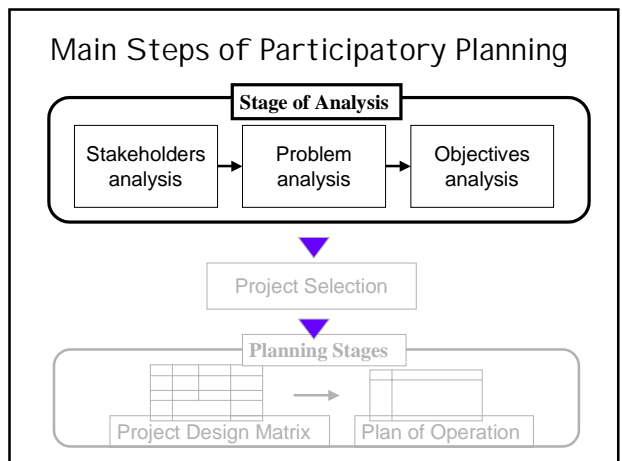 Main Steps of Participatory Planning
Stage of Analysis
Stakeholders
analysis
Problem
analysis
Objectives
analysis
Project Selection
Planning Stages
Project Design Matrix
Plan of Operation